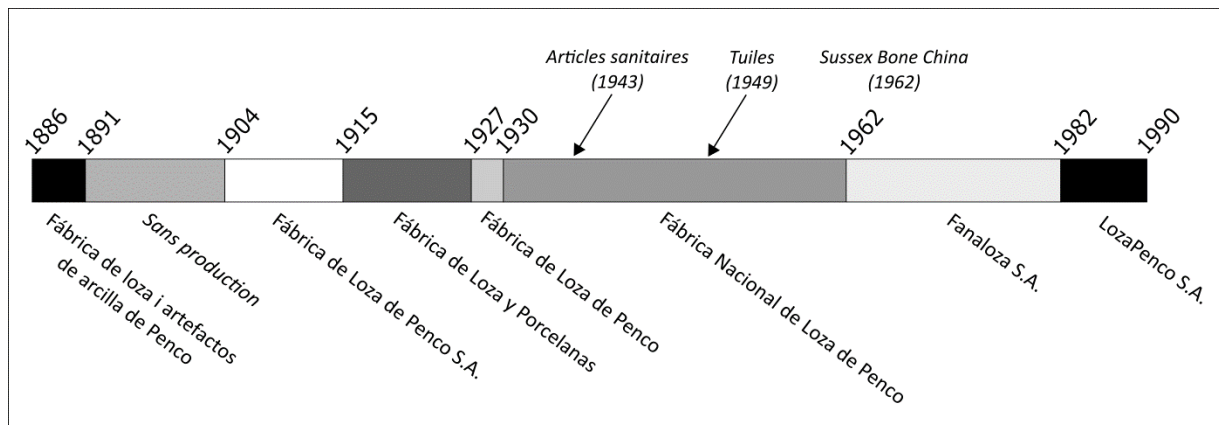 Articles sanitaires
(1943)
Tuiles
(1949)
Sussex Bone China
(1962)
1886
1891
1904
1915
1927
1930
1962
1982
1990
Fábrica de loza i artefactos
de arcilla de Penco
Sans production
Fábrica de Loza de Penco S.A.
Fábrica de Loza y Porcelanas
Fábrica de Loza de Penco
Fábrica Nacional de Loza de Penco
Fanaloza S.A.
LozaPenco S.A.